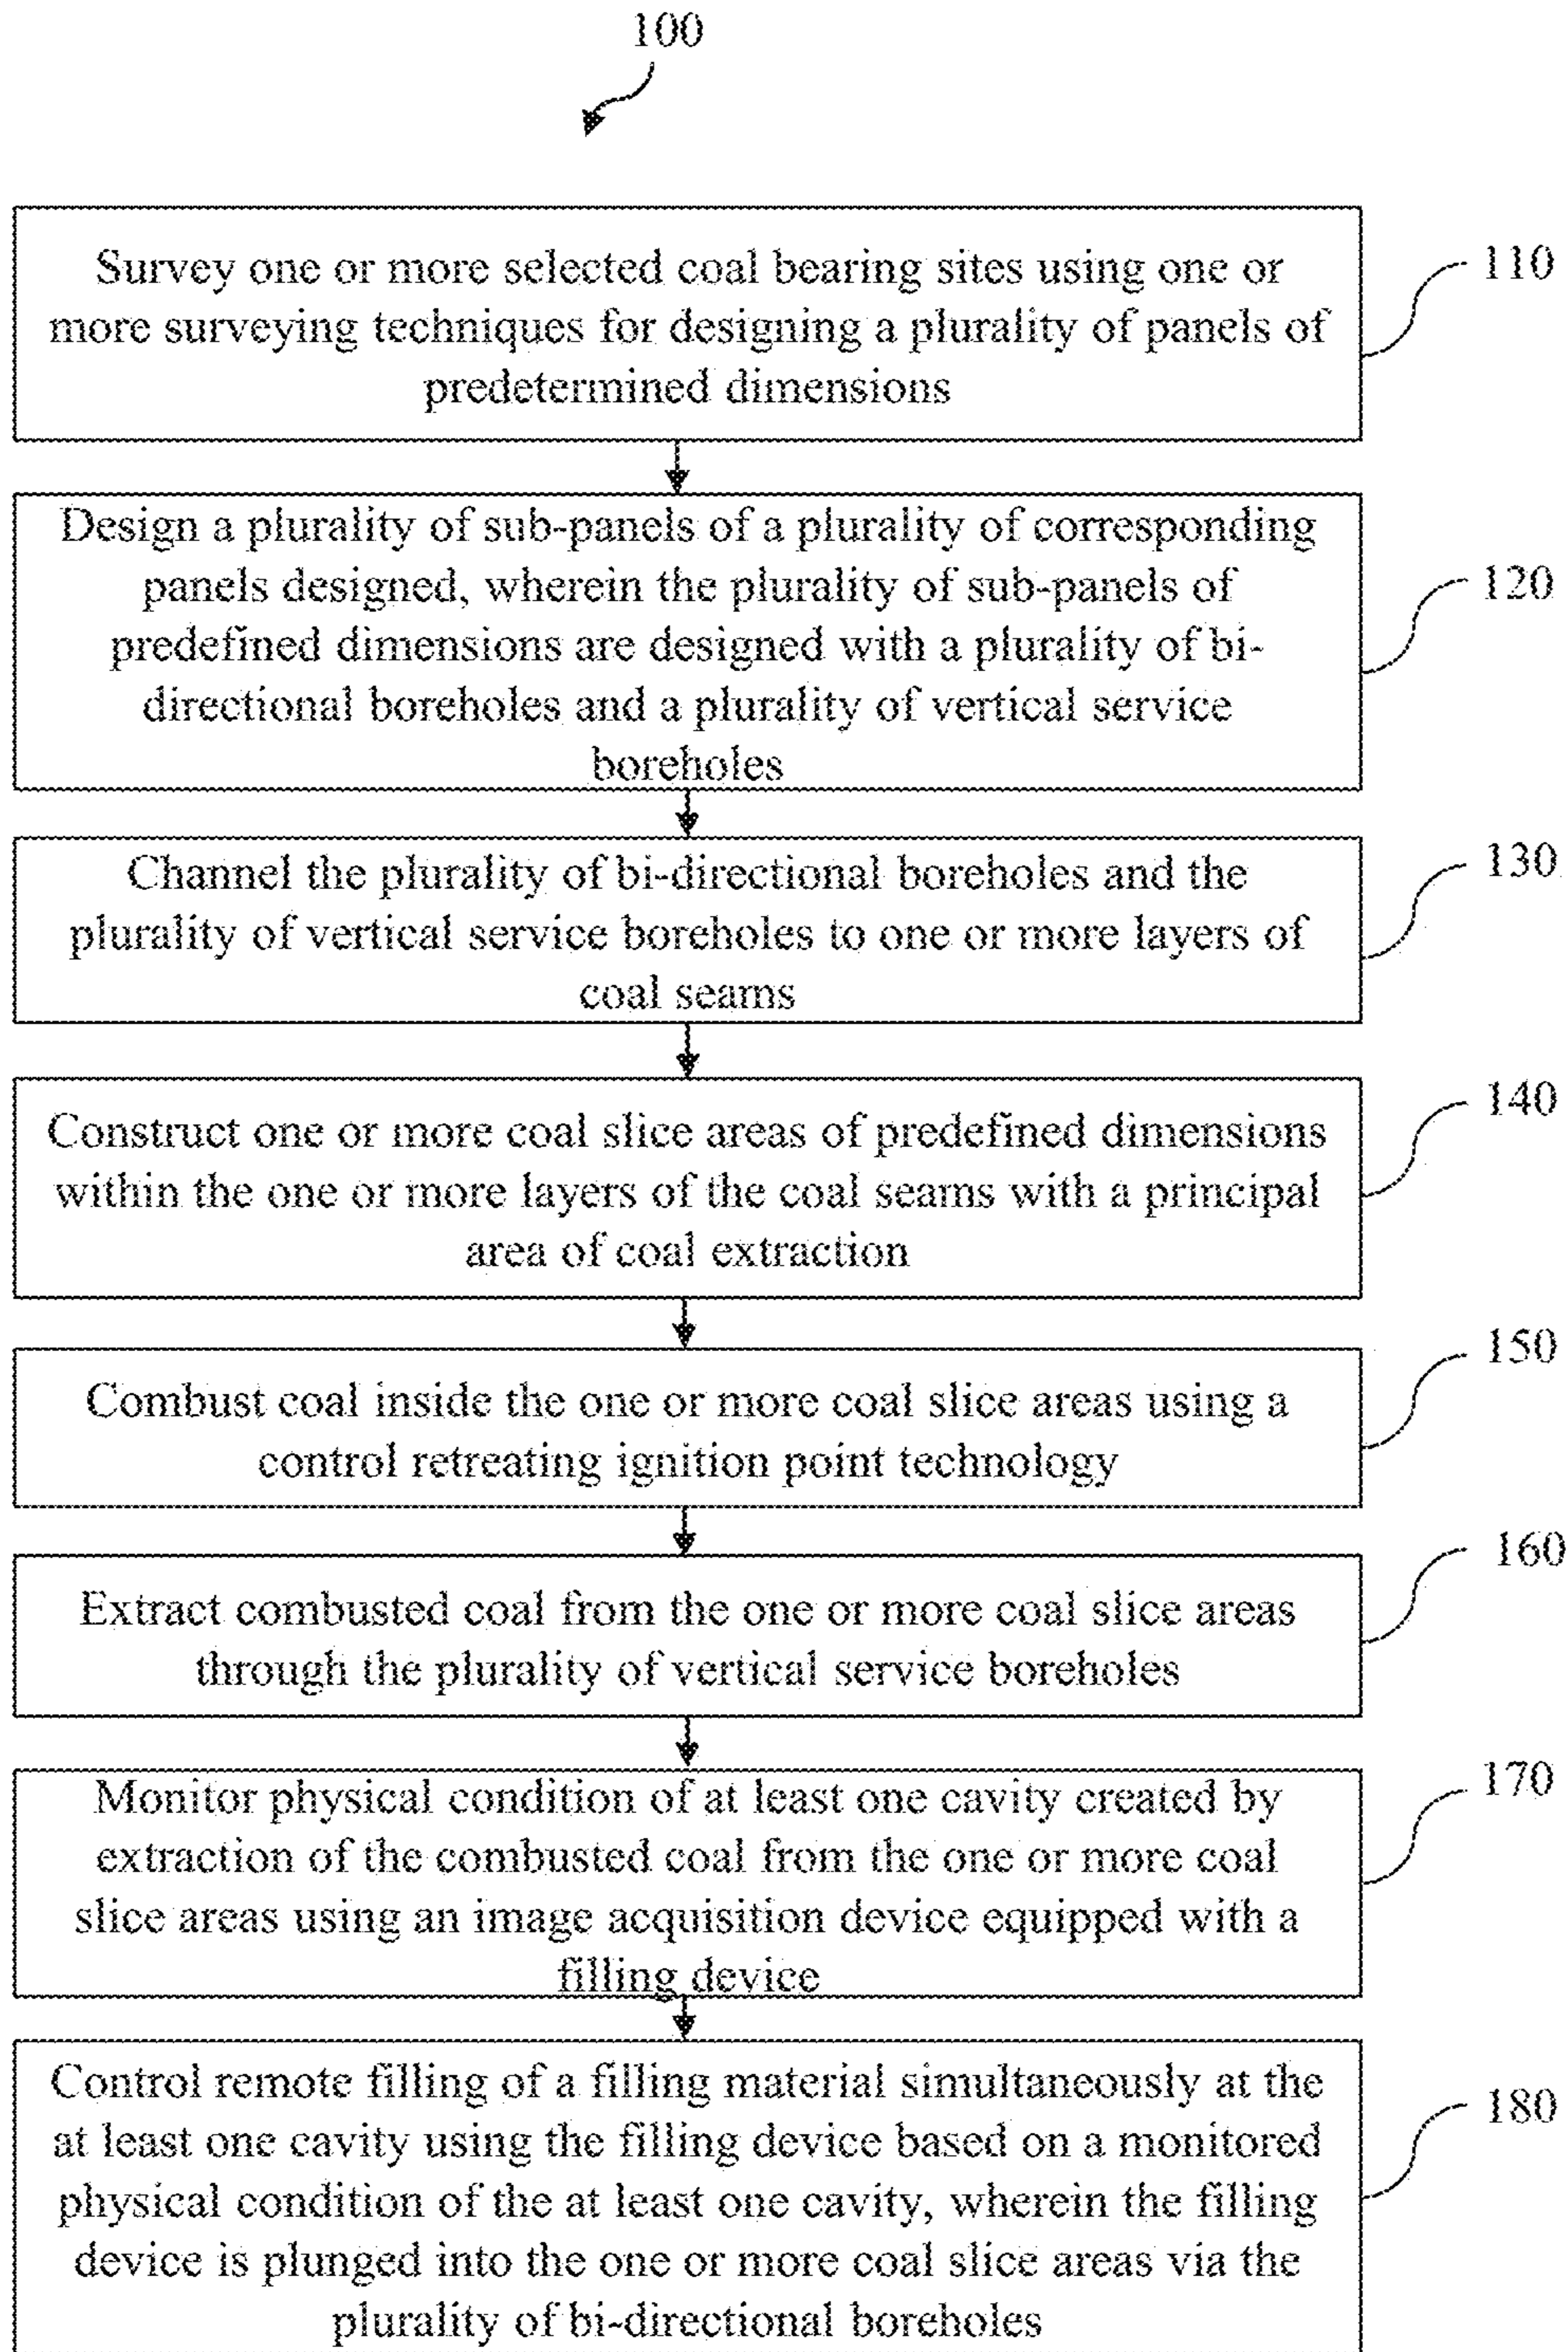 100
Survey one or more selected coal bearing sites using one or
more surveying techniques for designing a plurality of panels of
predetermined dimensions
110
Design a plurality of sub-panels of a plurality of corresponding
panels designed, wherein the plurality of sub-panels of
predefined dimensions are designed with a plurality of bi-
directional boreholes and a plurality of vertical service
boreholes
120
Channel the plurality of bi-directional boreholes and the
plurality of vertical service boreholes to one or more layers of
coal seams
130
Construct one or more coal slice areas of predefined dimensions
within the one or more layers of the coal seams with a principal
area of coal extraction
140
Combust coal inside the one or more coal slice areas using a
control retreating ignition point technology
150
Extract combusted coal from the one or more coal slice areas
through the plurality of vertical service boreholes
160
Monitor physical condition of at least one cavity created by
extraction of the combusted coal from the one or more coal
slice areas using an image acquisition device equipped with a
filling device
170
Control remote filling of a filling material simultaneously at the
at least one cavity using the filling device based on a monitored
physical condition of the at least one cavity, wherein the filling
device is plunged into the one or more coal slice areas via the
plurality of bi-directional boreholes
180